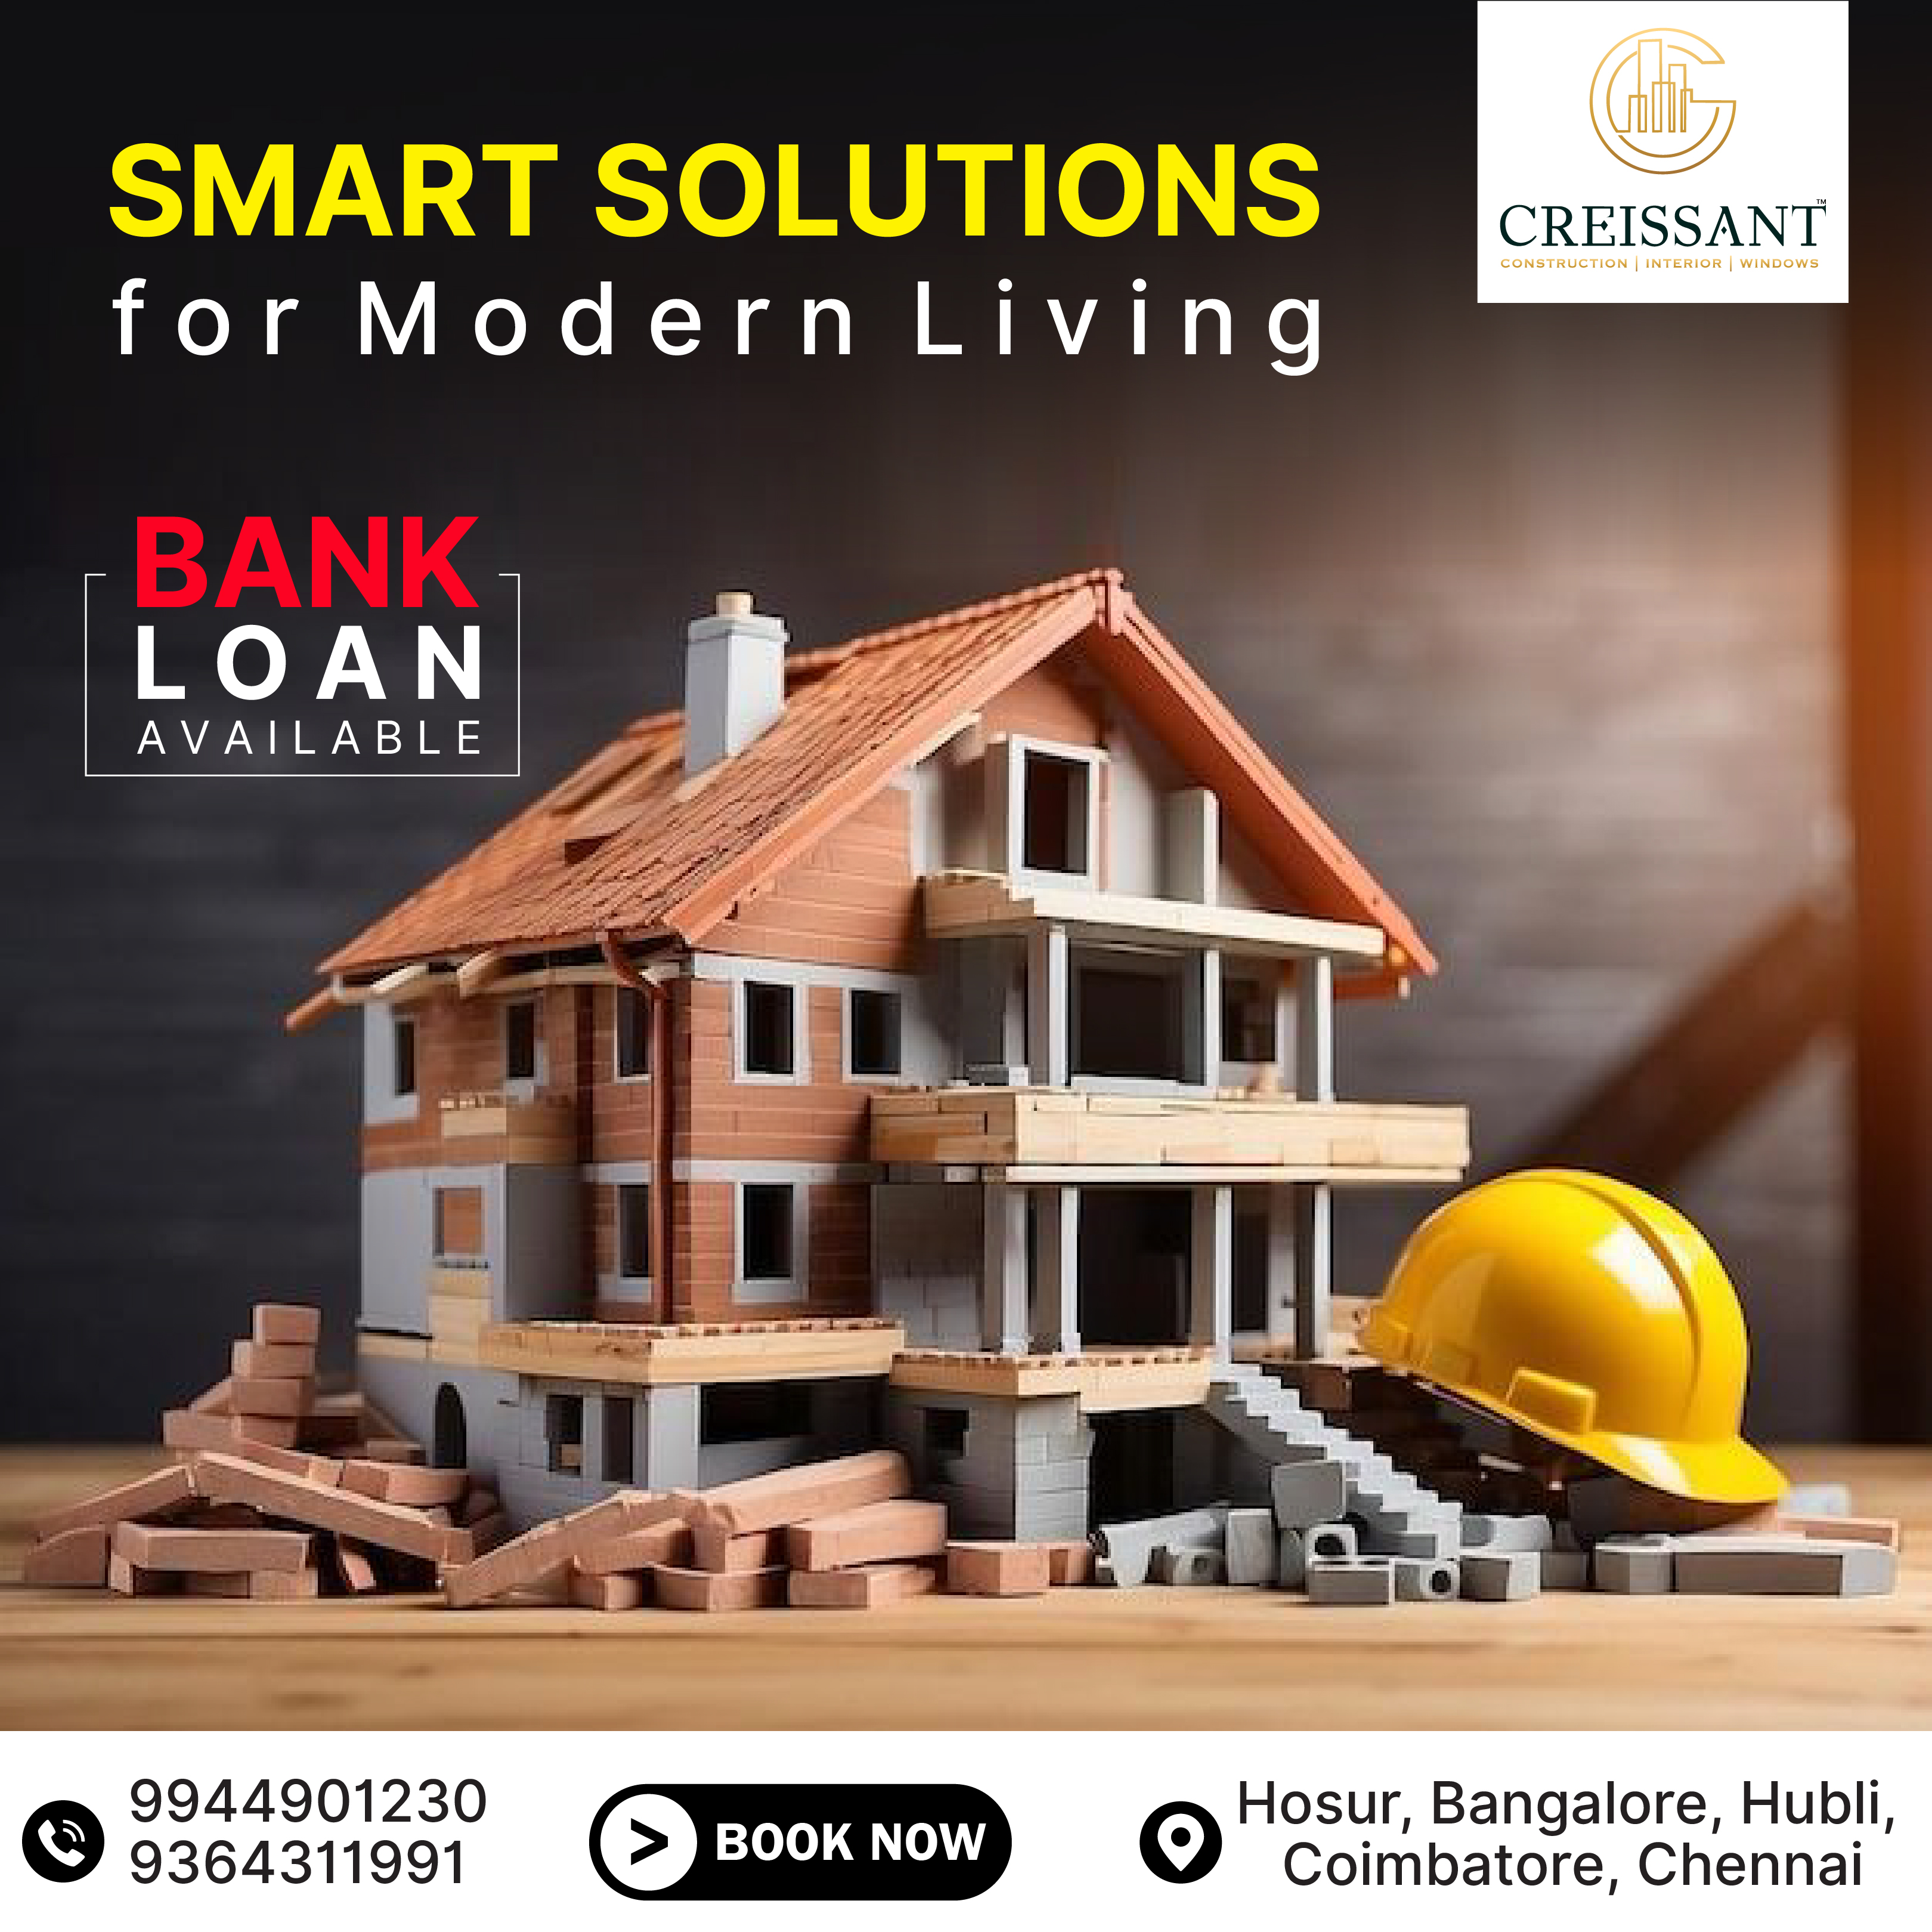 SMART SOLUTIONS
for Modern Living
CREISSANT™
CONSTRUCTION | INTERIOR | WINDOWS
BANK
LOAN
AVAILABLE
9944901230
9364311991
> BOOK NOW
Hosur, Bangalore, Hubli,
Coimbatore, Chennai